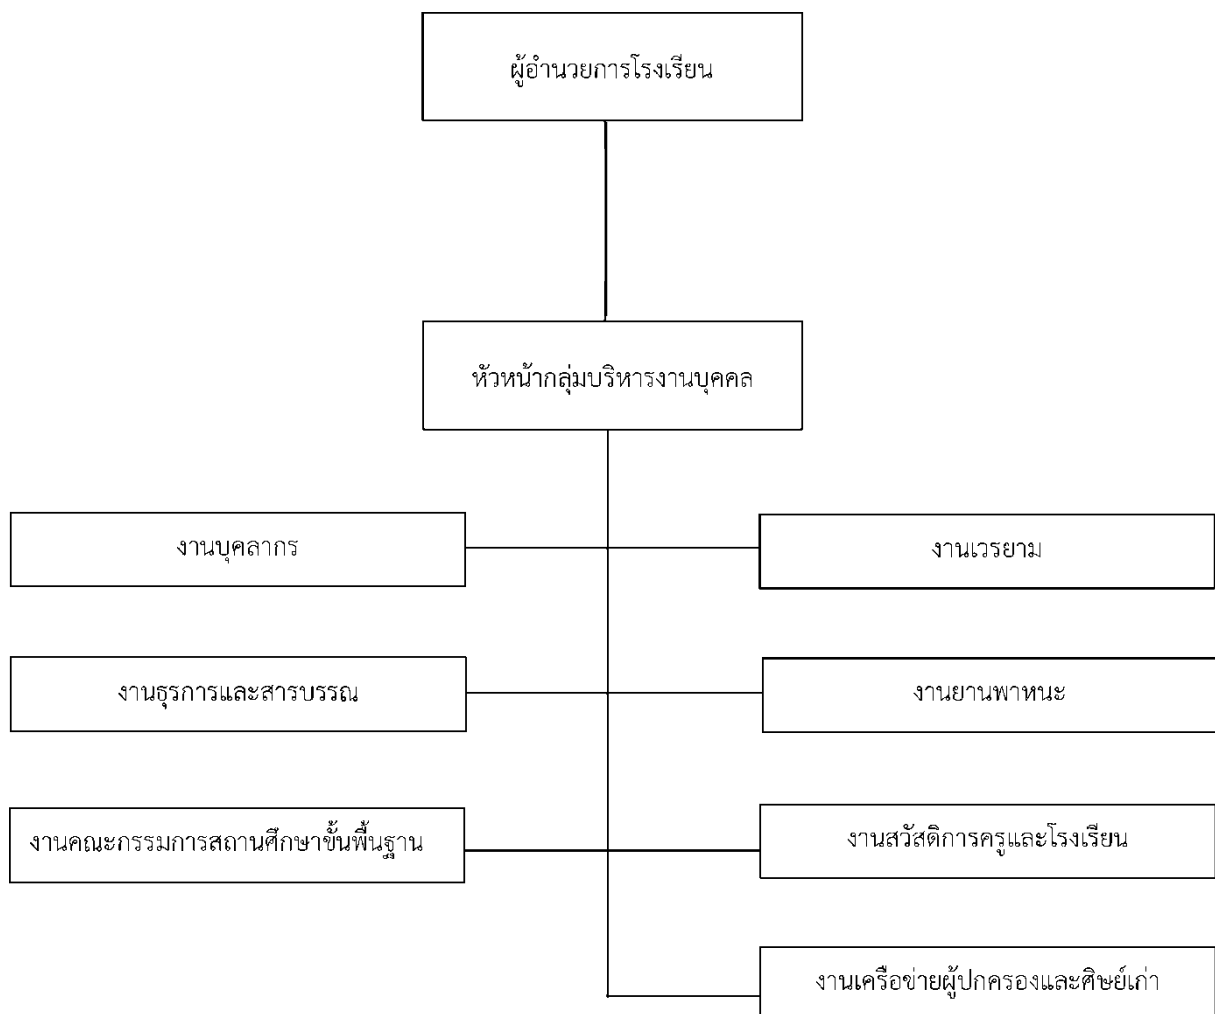 ผู้อำนวยการโรงเรียน
หัวหน้ากลุ่มบริหารงานบุคคล
งานบุคลากร
งานเวรยาม
งานธุรการและสารบรรณ
งานยานพาหนะ
งานคณะกรรมการสถานศึกษาขั้นพื้นฐาน
งานสวัสดิการครูและโรงเรียน
งานเครือข่ายผู้ปกครองและศิษย์เก่า